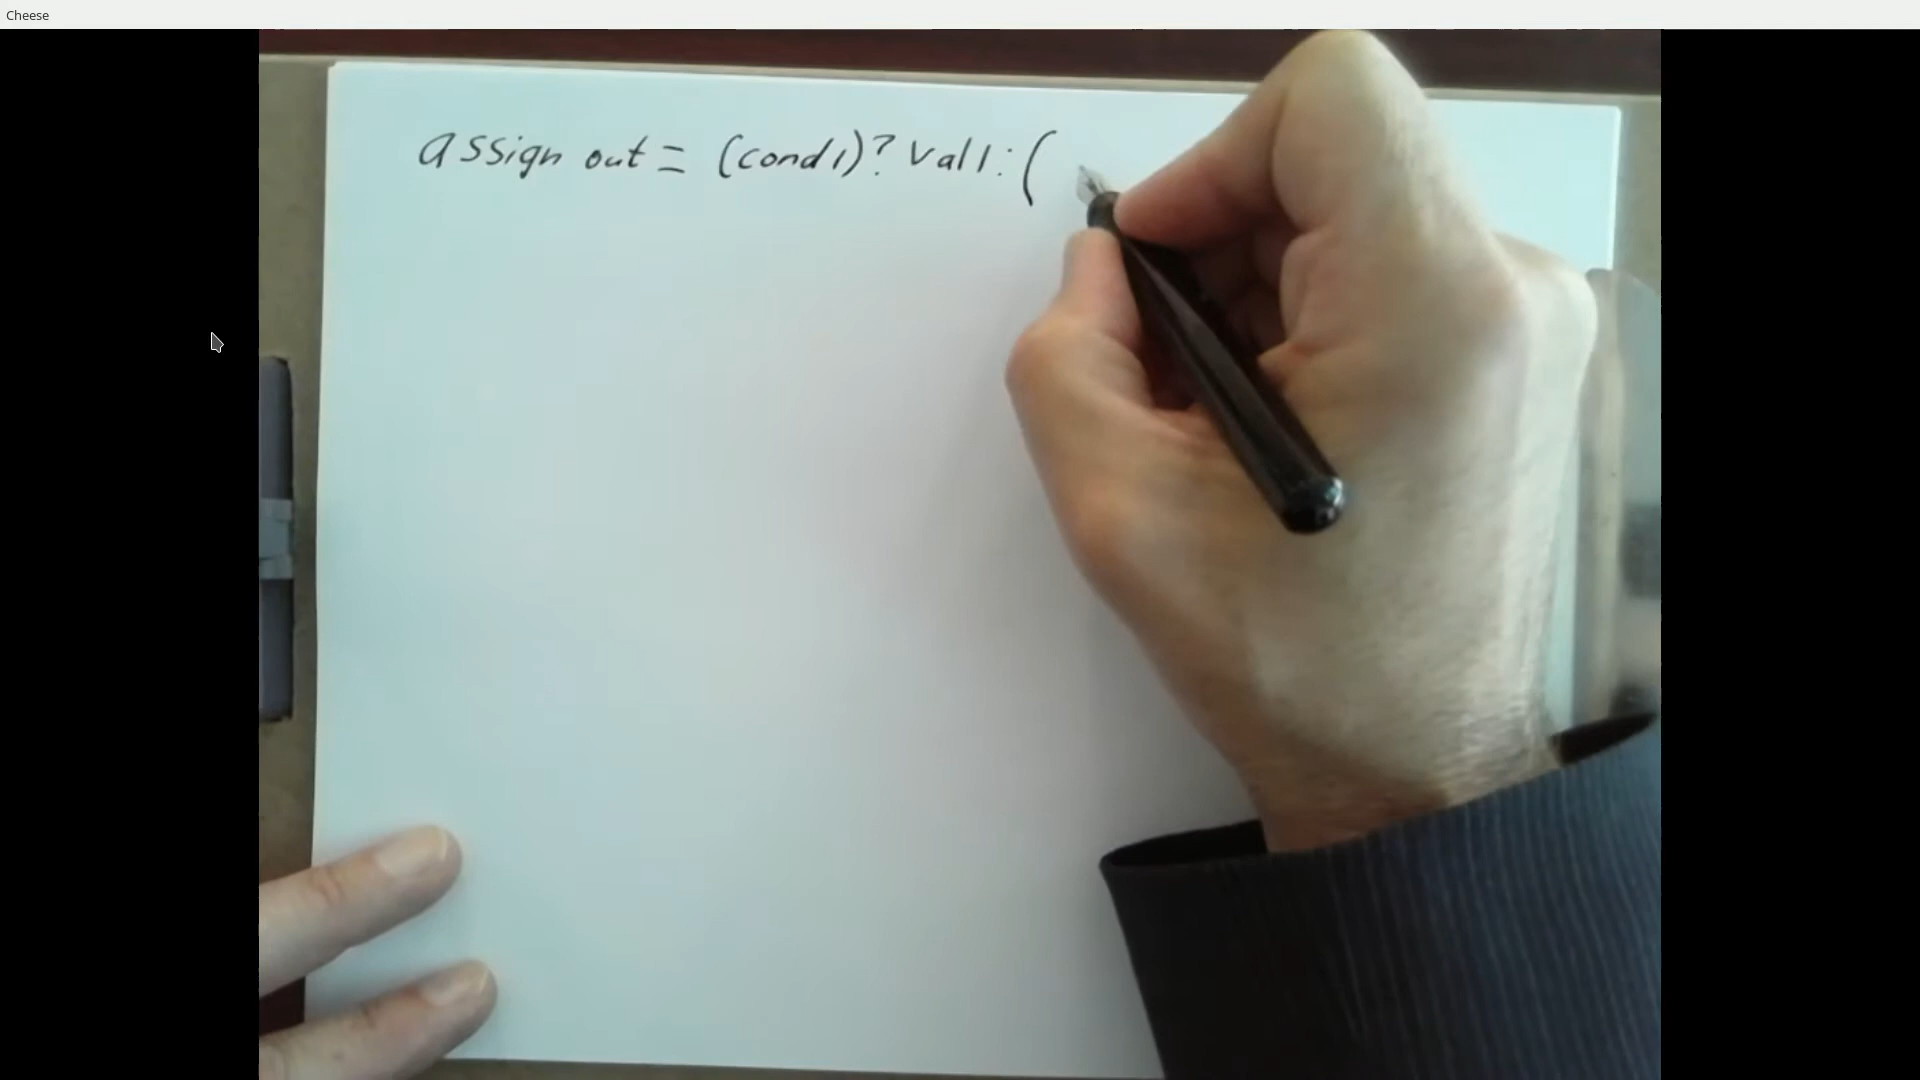 Cheese
assign out = (cond1)? val1: (